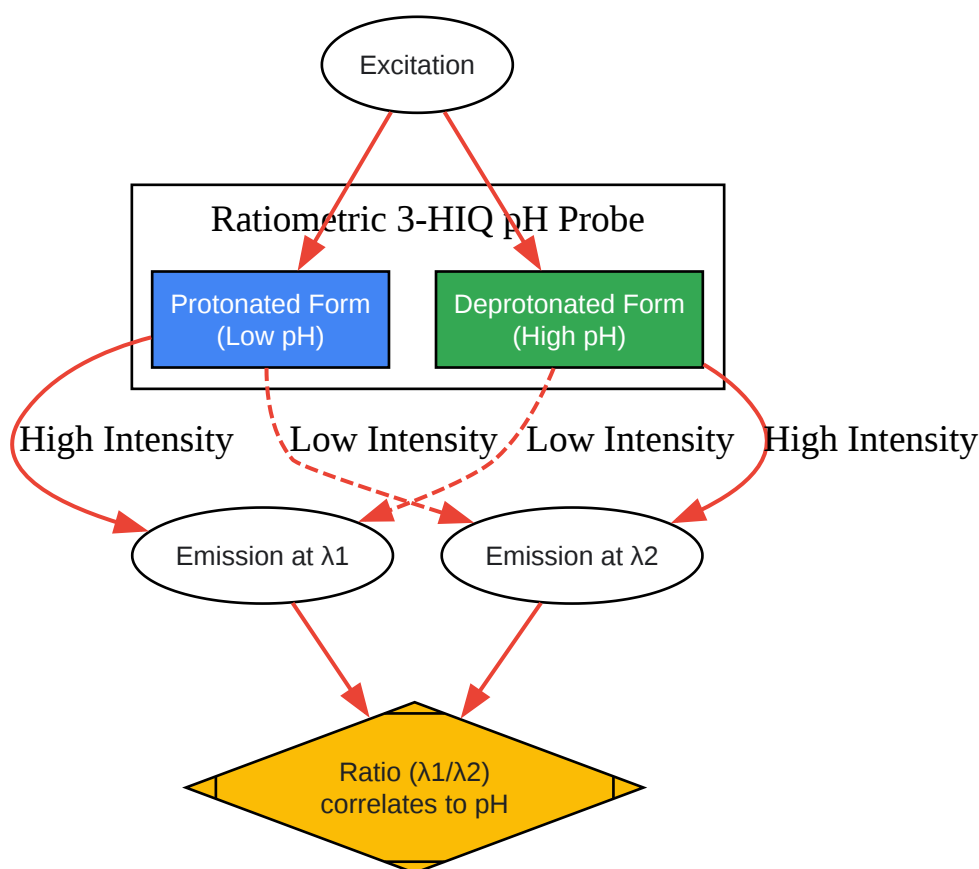 Excitation
Ratiometric 3-HIQ pH Probe
Protonated Form
(Low pH)
Deprotonated Form
(High pH)
High Intensity
Low Intensity
Low Intensity
High Intensity
Emission at λ1
Emission at λ2
Ratio (λ1/λ2)
correlates to pH